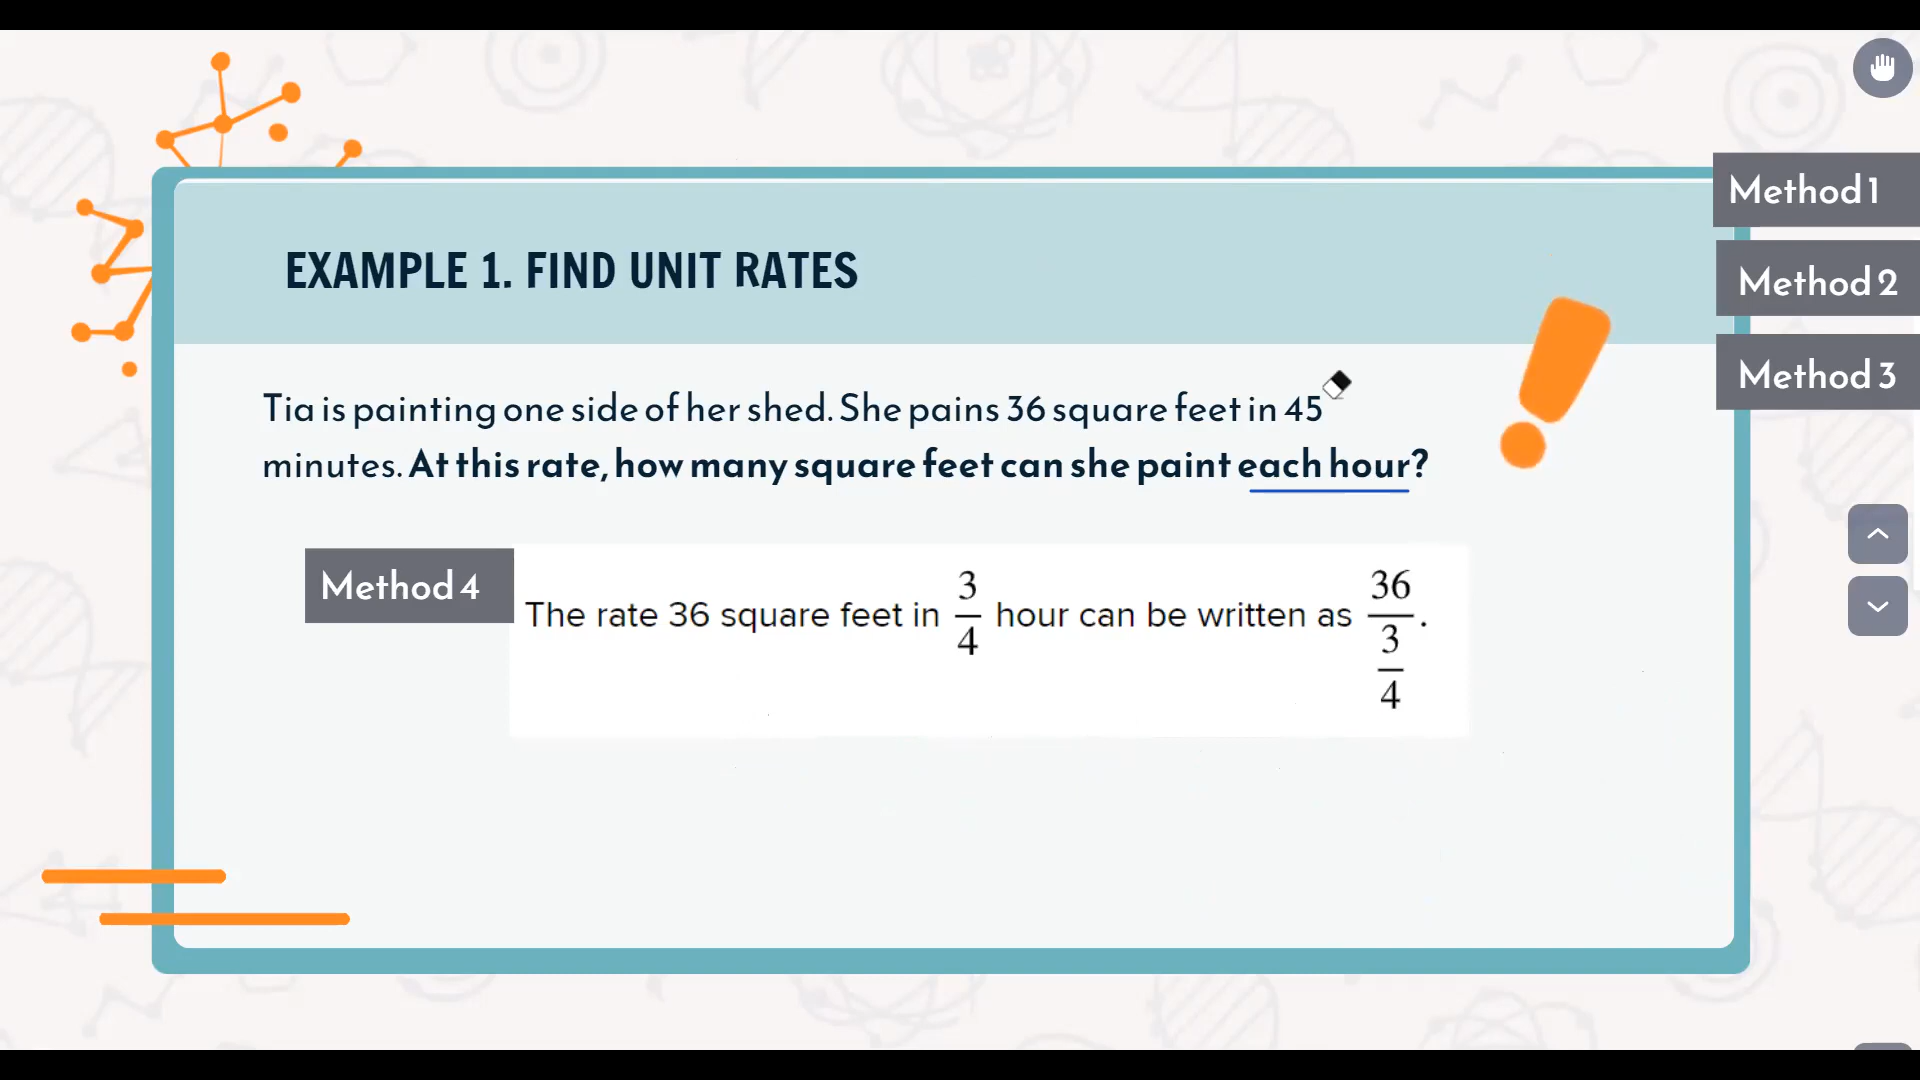 Method 1
Method 2
Method 3
EXAMPLE 1. FIND UNIT RATES
Tia is painting one side of her shed. She pains 36 square feet in 45
minutes. At this rate, how many square feet can she paint each hour?
Method 4
The rate 36 square feet in 3/4 hour can be written as 36/(3/4).